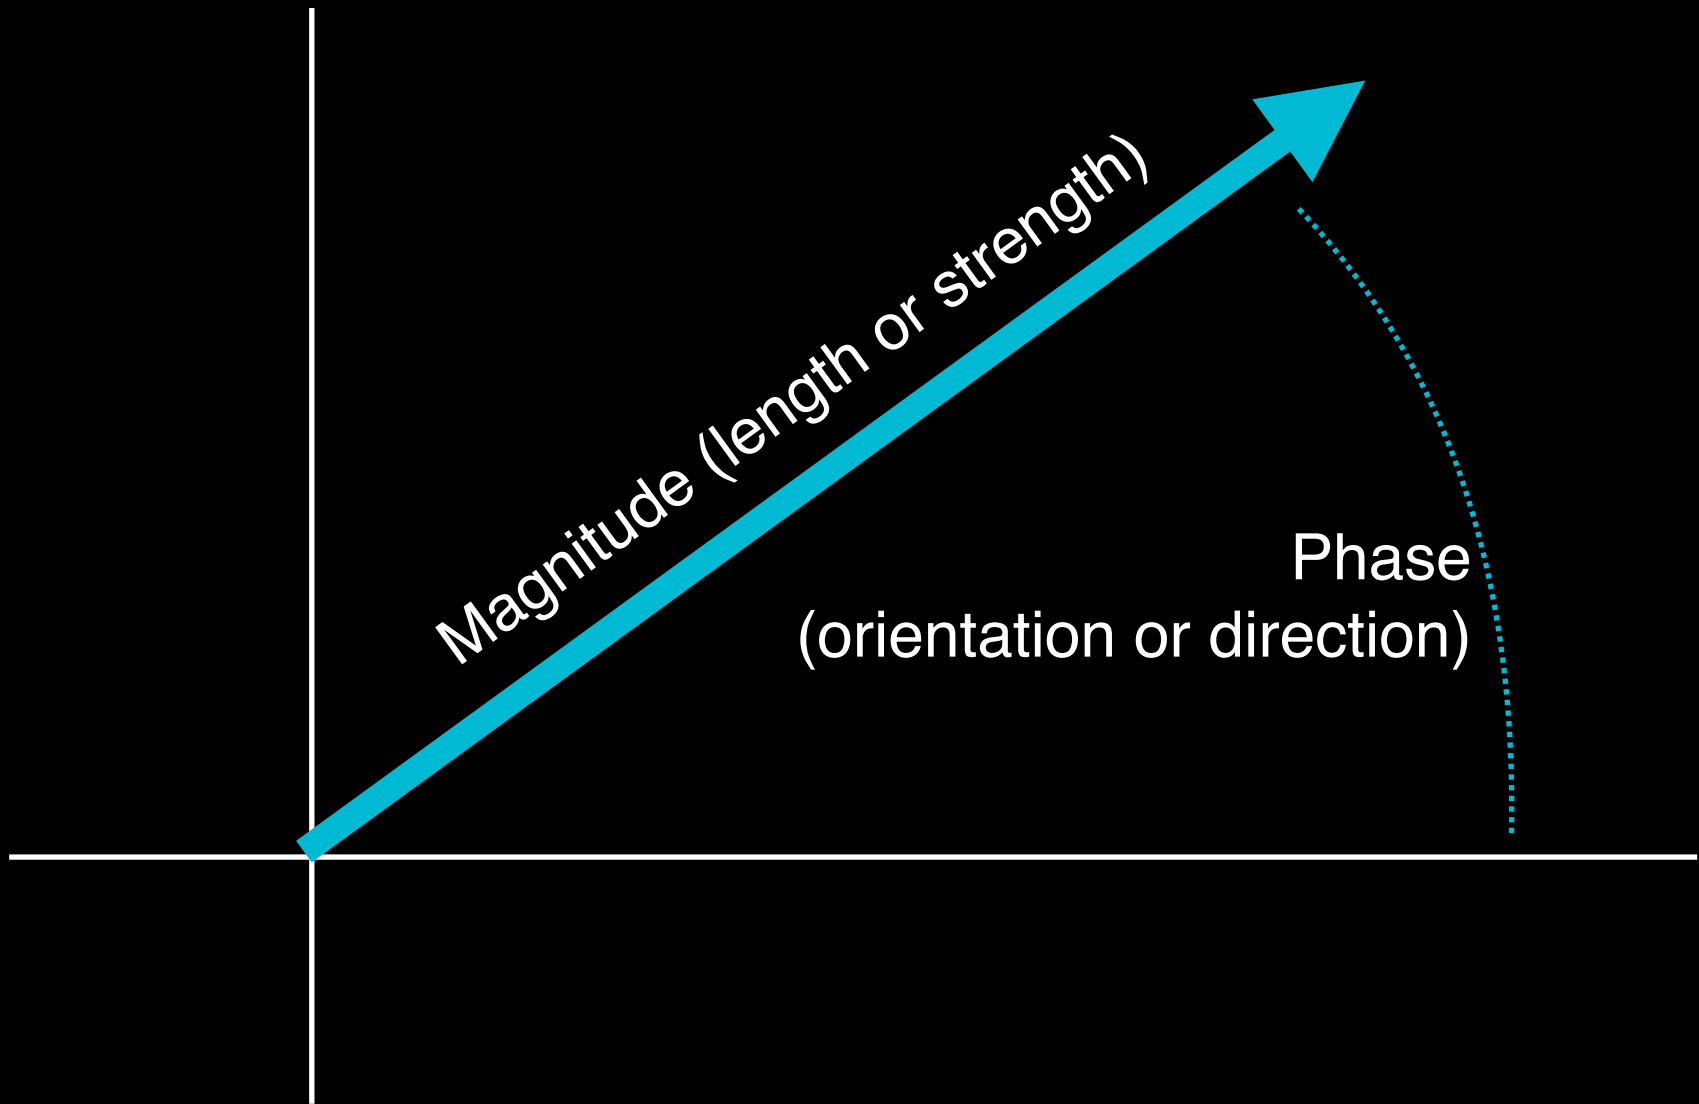 Magnitude (length or strength)
Phase
(orientation or direction)